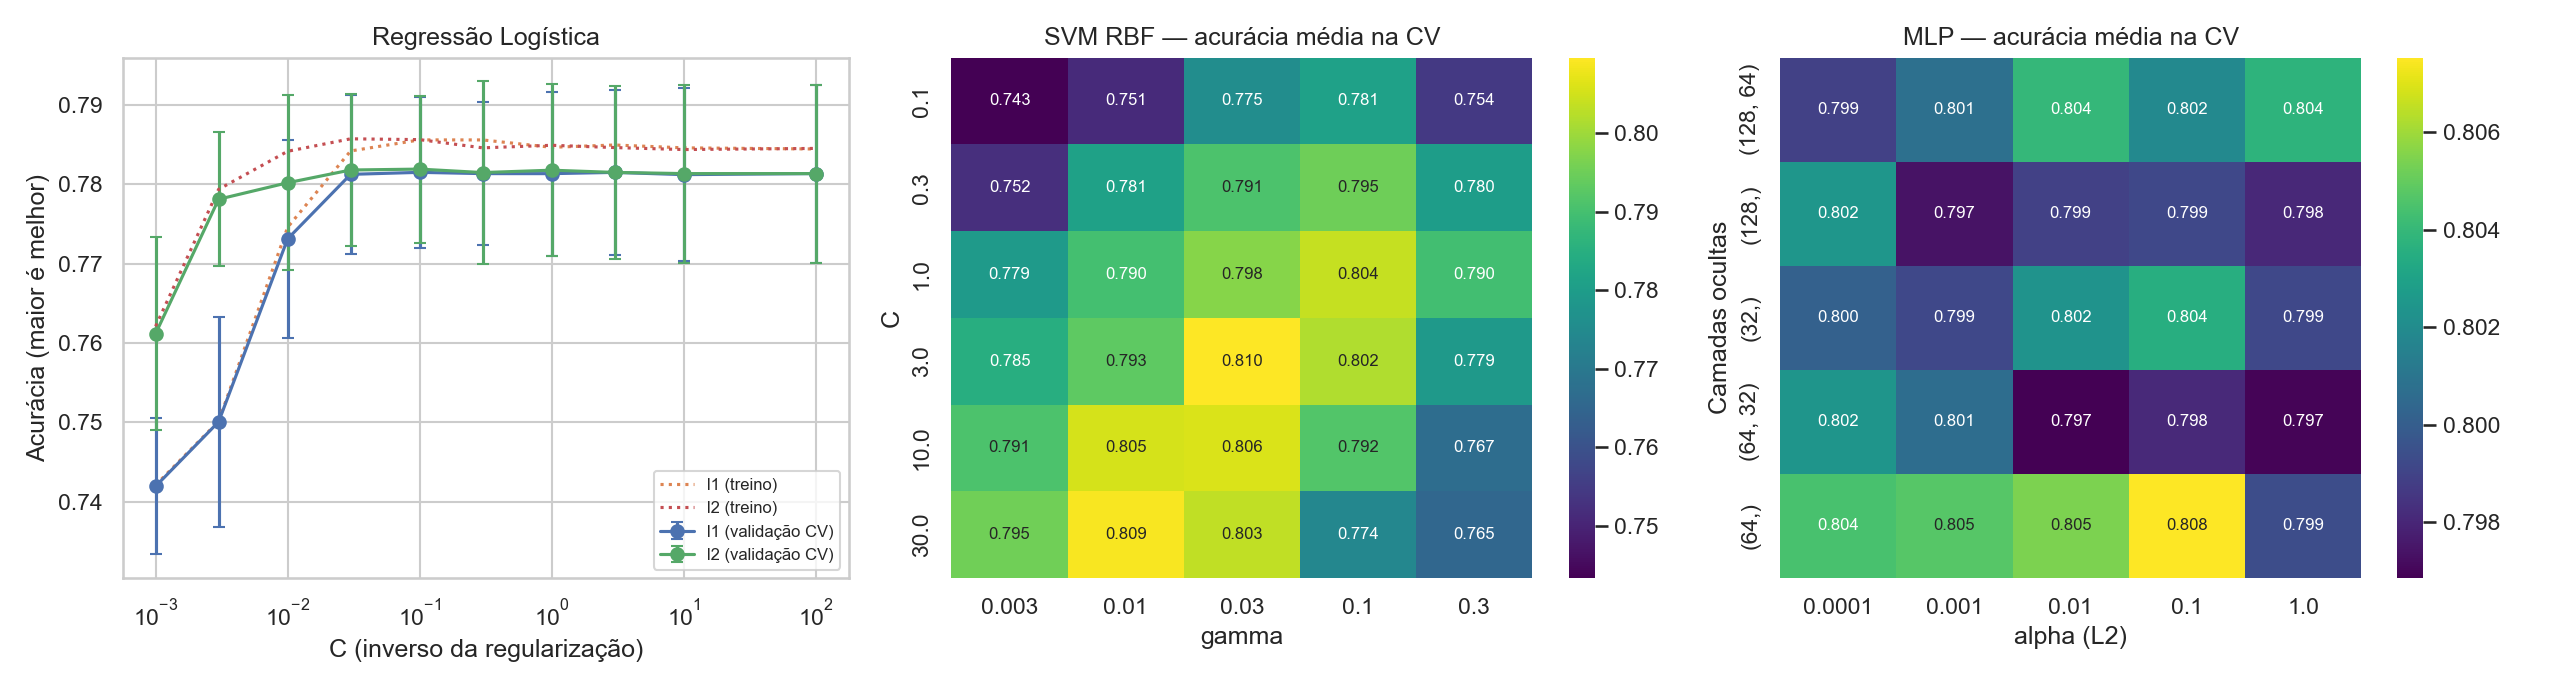 Regressão Logística
Acurácia (maior é melhor)
0.79
0.78
0.77
0.76
0.75
0.74
l1 (treino)
l2 (treino)
l1 (validação CV)
l2 (validação CV)
10⁻³ 10⁻² 10⁻¹ 10⁰ 10¹ 10²
C (inverso da regularização)
SVM RBF — acurácia média na CV
C
0.1 0.743 0.751 0.775 0.781 0.754
0.3 0.752 0.781 0.791 0.795 0.780
1.0 0.779 0.790 0.798 0.804 0.790
3.0 0.785 0.793 0.810 0.802 0.779
10.0 0.791 0.805 0.806 0.792 0.767
30.0 0.795 0.809 0.803 0.774 0.765
0.003 0.01 0.03 0.1 0.3
gamma
0.80
0.79
0.78
0.77
0.76
0.75
MLP — acurácia média na CV
Camadas ocultas
(128, 64) 0.799 0.801 0.804 0.802 0.804
(128,) 0.802 0.797 0.799 0.799 0.798
(32,) 0.800 0.799 0.802 0.804 0.799
(64, 32) 0.802 0.801 0.797 0.798 0.797
(64,) 0.804 0.805 0.805 0.808 0.799
0.0001 0.001 0.01 0.1 1.0
alpha (L2)
0.806
0.804
0.802
0.800
0.798